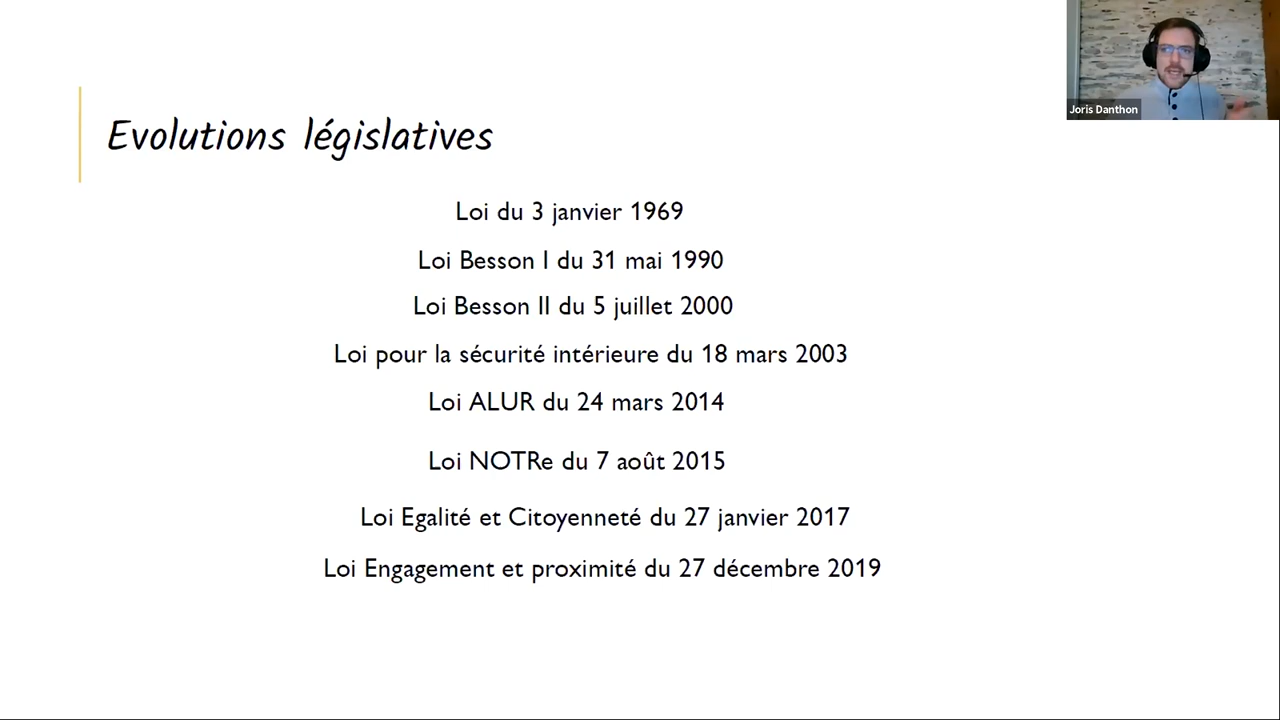 Joris Danthon
Evolutions législatives
Loi du 3 janvier 1969
Loi Besson I du 31 mai 1990
Loi Besson II du 5 juillet 2000
Loi pour la sécurité intérieure du 18 mars 2003
Loi ALUR du 24 mars 2014
Loi NOTRe du 7 août 2015
Loi Egalité et Citoyenneté du 27 janvier 2017
Loi Engagement et proximité du 27 décembre 2019